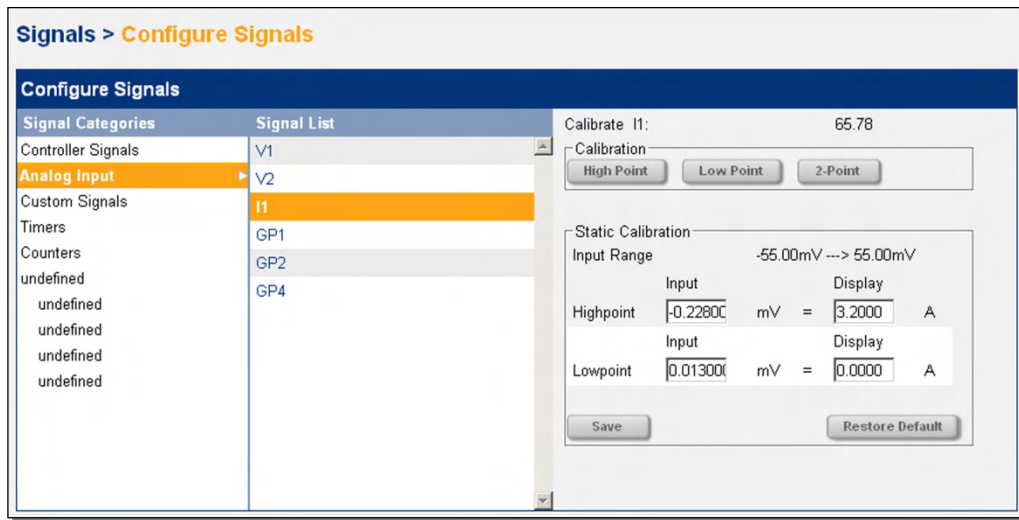 Signals > Configure Signals
Configure Signals
Signal Categories
Controller Signals
Analog Input
Custom Signals
Timers
Counters
undefined
undefined
undefined
undefined
undefined
Signal List
V1
V2
I1
GP1
GP2
GP4
Calibrate I1: 65.78
Calibration
High Point Low Point 2-Point
Static Calibration
Input Range -55.00mV ---> 55.00mV
Input Display
Highpoint -0.2280 mV = 3.2000 A
Input Display
Lowpoint 0.01300 mV = 0.0000 A
Save Restore Default